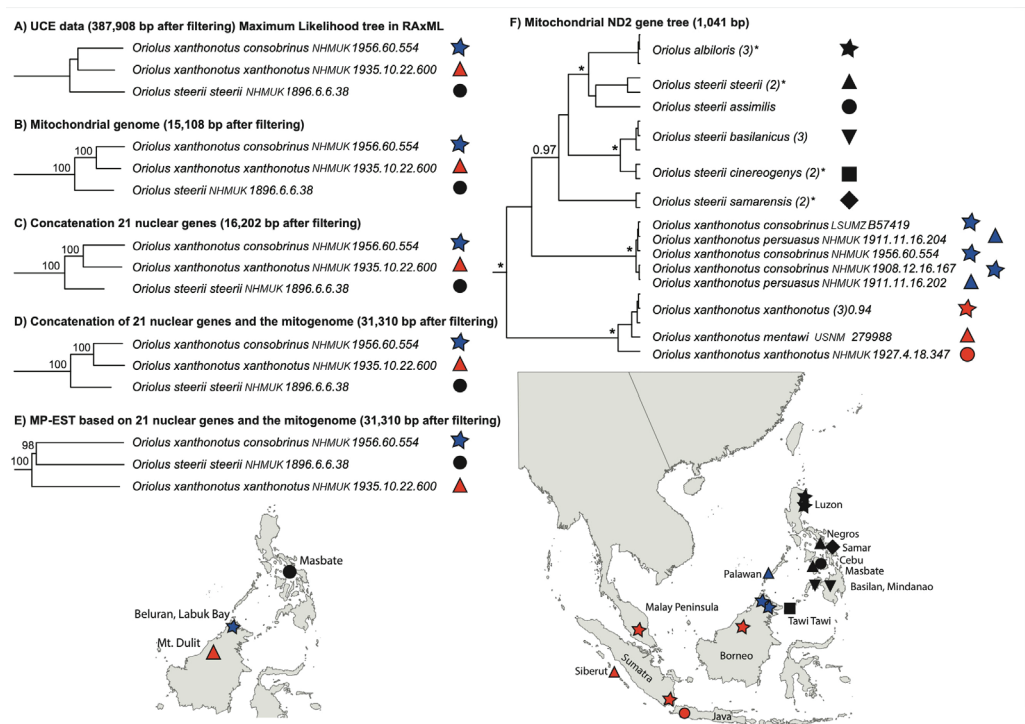 A) UCE data (387,908 bp after filtering) Maximum Likelihood tree in RAxML
Oriolus xanthonotus consobrinus NHMUK 1956.60.554
Oriolus xanthonotus xanthonotus NHMUK 1935.10.22.600
Oriolus steerii steerii NHMUK 1896.6.6.38
B) Mitochondrial genome (15,108 bp after filtering)
100
Oriolus xanthonotus consobrinus NHMUK 1956.60.554
100
Oriolus xanthonotus xanthonotus NHMUK 1935.10.22.600
Oriolus steerii NHMUK 1896.6.6.38
C) Concatenation 21 nuclear genes (16,202 bp after filtering)
100
Oriolus xanthonotus consobrinus NHMUK 1956.60.554
100
Oriolus xanthonotus xanthonotus NHMUK 1935.10.22.600
Oriolus steerii steerii NHMUK 1896.6.6.38
D) Concatenation of 21 nuclear genes and the mitogenome (31,310 bp after filtering)
100
Oriolus xanthonotus consobrinus NHMUK 1956.60.554
100
Oriolus xanthonotus xanthonotus NHMUK 1935.10.22.600
Oriolus steerii steerii NHMUK 1896.6.6.38
E) MP-EST based on 21 nuclear genes and the mitogenome (31,310 bp after filtering)
98
Oriolus xanthonotus consobrinus NHMUK 1956.60.554
100
Oriolus steerii steerii NHMUK 1896.6.6.38
Oriolus xanthonotus xanthonotus NHMUK 1935.10.22.600
Masbate
Beluran, Labuk Bay
Mt. Dulit
F) Mitochondrial ND2 gene tree (1,041 bp)
Oriolus albiloris (3)*
*
Oriolus steerii steerii (2)*
Oriolus steerii assimilis
Oriolus steerii basilanicus (3)
0.97
*
Oriolus steerii cinereogenys (2)*
Oriolus steerii samarensis (2)*
Oriolus xanthonotus consobrinus LSUMZ B57419
Oriolus xanthonotus persuasus NHMUK 1911.11.16.204
*
Oriolus xanthonotus consobrinus NHMUK 1956.60.554
*
Oriolus xanthonotus consobrinus NHMUK 1908.12.16.167
Oriolus xanthonotus persuasus NHMUK 1911.11.16.202
Oriolus xanthonotus xanthonotus (3)0.94
*
Oriolus xanthonotus mentawi USNM 279988
Oriolus xanthonotus xanthonotus NHMUK 1927.4.18.347
Luzon
Negros
Samar
Cebu
Masbate
Palawan
Basilan, Mindanao
Malay Peninsula
Tawi Tawi
Borneo
Siberut
Sumatra
Java